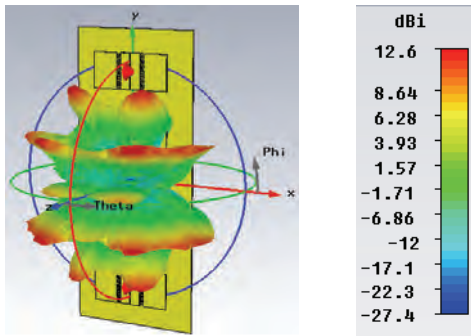 y
Phi
x
z
Theta
dBi
12.6
8.64
6.28
3.93
1.57
-1.71
-6.86
-12
-17.1
-22.3
-27.4